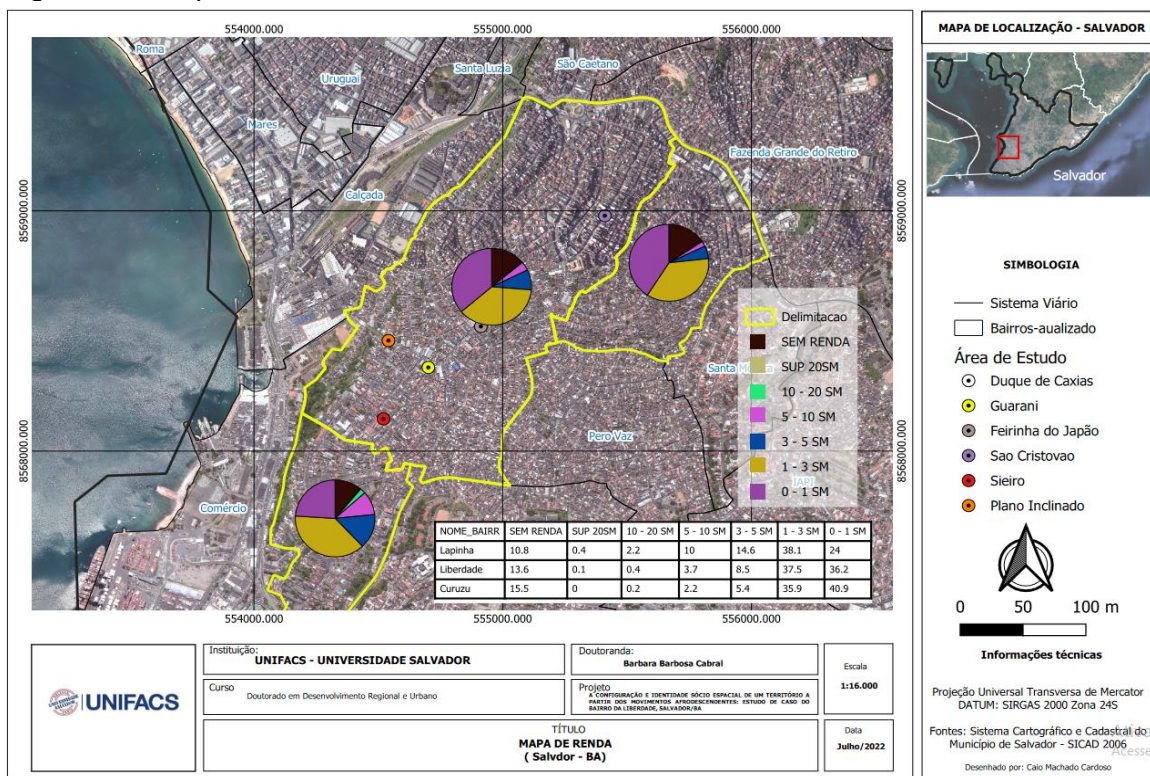 554000.000
555000.000
556000.000
Roma
Uruguai
Santa Luzia
São Caetano
Mares
Calçada
Fazenda Grande do Retiro
8569000.000
8569000.000
Delimitacao
SEM RENDA
SUP 20SM
10 - 20 SM
5 - 10 SM
3 - 5 SM
1 - 3 SM
0 - 1 SM
Pero Vaz
IAPI
8568000.000
8568000.000
Comércio
NOME_BAIRR SEM RENDA SUP 20SM 10 - 20 SM 5 - 10 SM 3 - 5 SM 1 - 3 SM 0 - 1 SM
Lapinha 10.8 0.4 2.2 10 14.6 38.1 24
Liberdade 13.6 0.1 0.4 3.7 8.5 37.5 36.2
Curuzu 15.5 0 0.2 2.2 5.4 35.9 40.9
554000.000
555000.000
556000.000
MAPA DE LOCALIZAÇÃO - SALVADOR
Salvador
SIMBOLOGIA
Sistema Viário
Bairros-aualizado
Área de Estudo
Duque de Caxias
Guarani
Feirinha do Japão
Sao Cristovao
Sieiro
Plano Inclinado
0 50 100 m
Informações técnicas
Projeção Universal Transversa de Mercator
DATUM: SIRGAS 2000 Zona 24S
Fontes: Sistema Cartográfico e Cadastral do
Município de Salvador - SICAD 2006
Desenhado por: Caio Machado Cardoso
UNIFACS
Instituição:
UNIFACS - UNIVERSIDADE SALVADOR
Doutoranda:
Barbara Barbosa Cabral
Escala
1:16.000
Curso
Doutorado em Desenvolvimento Regional e Urbano
Projeto
A CONFIGURAÇÃO E IDENTIDADE SÓCIO ESPACIAL DE UM TERRITÓRIO A
PARTIR DOS MOVIMENTOS AFRODESCENDENTES: ESTUDO DE CASO DO
BAIRRO DA LIBERDADE, SALVADOR/BA
TÍTULO
MAPA DE RENDA
( Salvdor - BA)
Data
Julho/2022